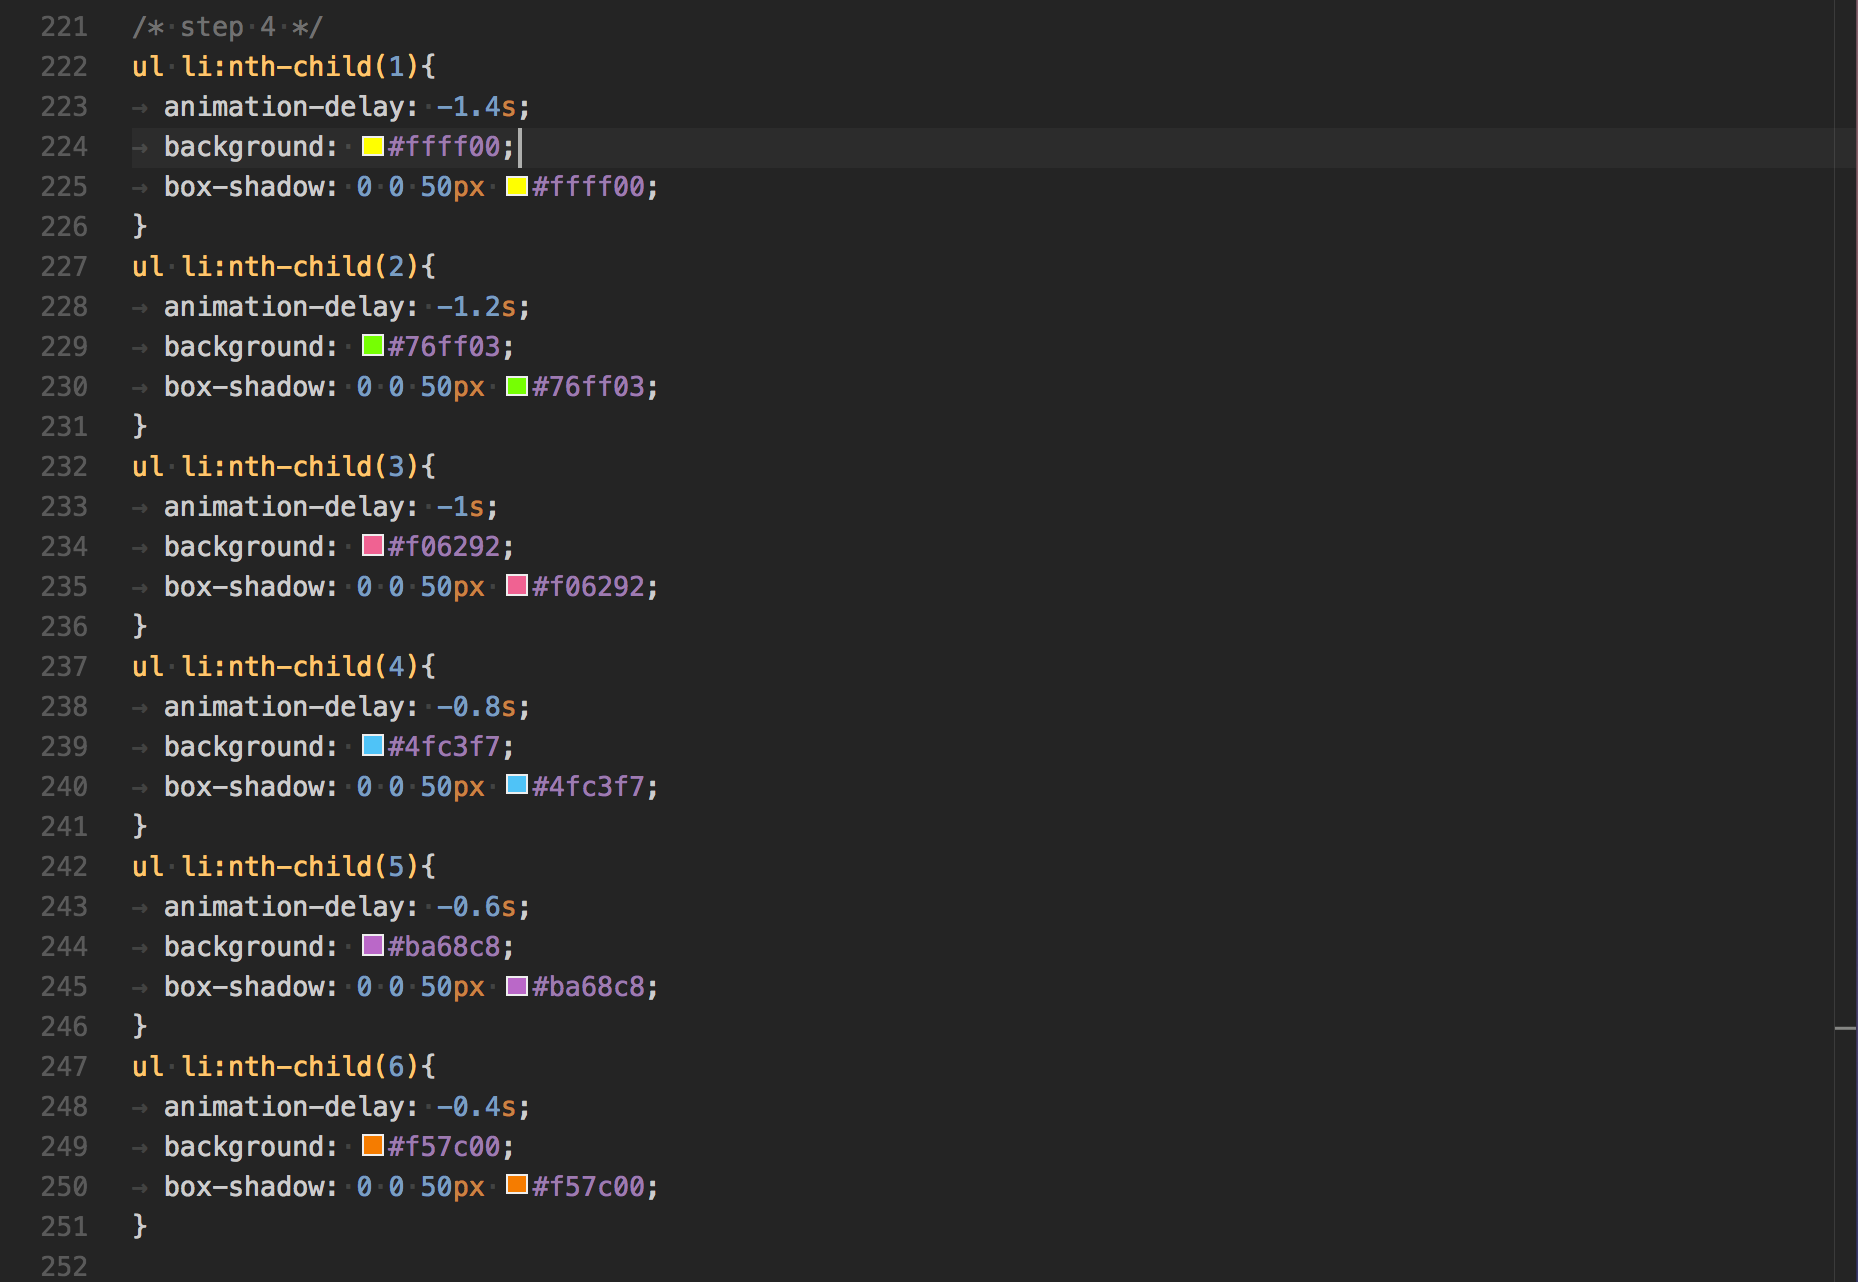 221 /* step 4 */
222 ul li:nth-child(1){
223 animation-delay: -1.4s;
224 background: #ffff00;
225 box-shadow: 0 0 50px #ffff00;
226 }
227 ul li:nth-child(2){
228 animation-delay: -1.2s;
229 background: #76ff03;
230 box-shadow: 0 0 50px #76ff03;
231 }
232 ul li:nth-child(3){
233 animation-delay: -1s;
234 background: #f06292;
235 box-shadow: 0 0 50px #f06292;
236 }
237 ul li:nth-child(4){
238 animation-delay: -0.8s;
239 background: #4fc3f7;
240 box-shadow: 0 0 50px #4fc3f7;
241 }
242 ul li:nth-child(5){
243 animation-delay: -0.6s;
244 background: #ba68c8;
245 box-shadow: 0 0 50px #ba68c8;
246 }
247 ul li:nth-child(6){
248 animation-delay: -0.4s;
249 background: #f57c00;
250 box-shadow: 0 0 50px #f57c00;
251 }
252